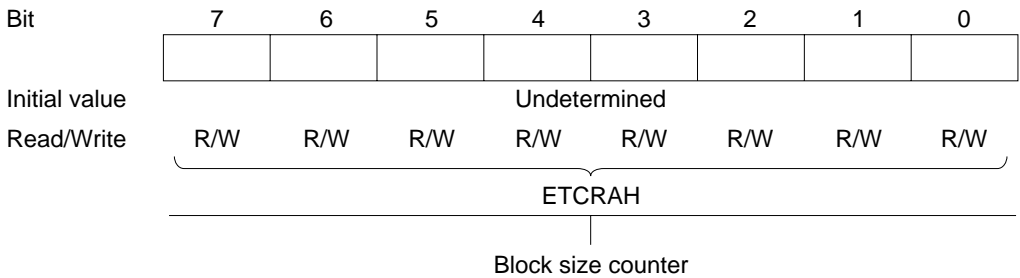 Bit 7 6 5 4 3 2 1 0
Initial value Undetermined
Read/Write R/W R/W R/W R/W R/W R/W R/W R/W
ETCRAH
Block size counter